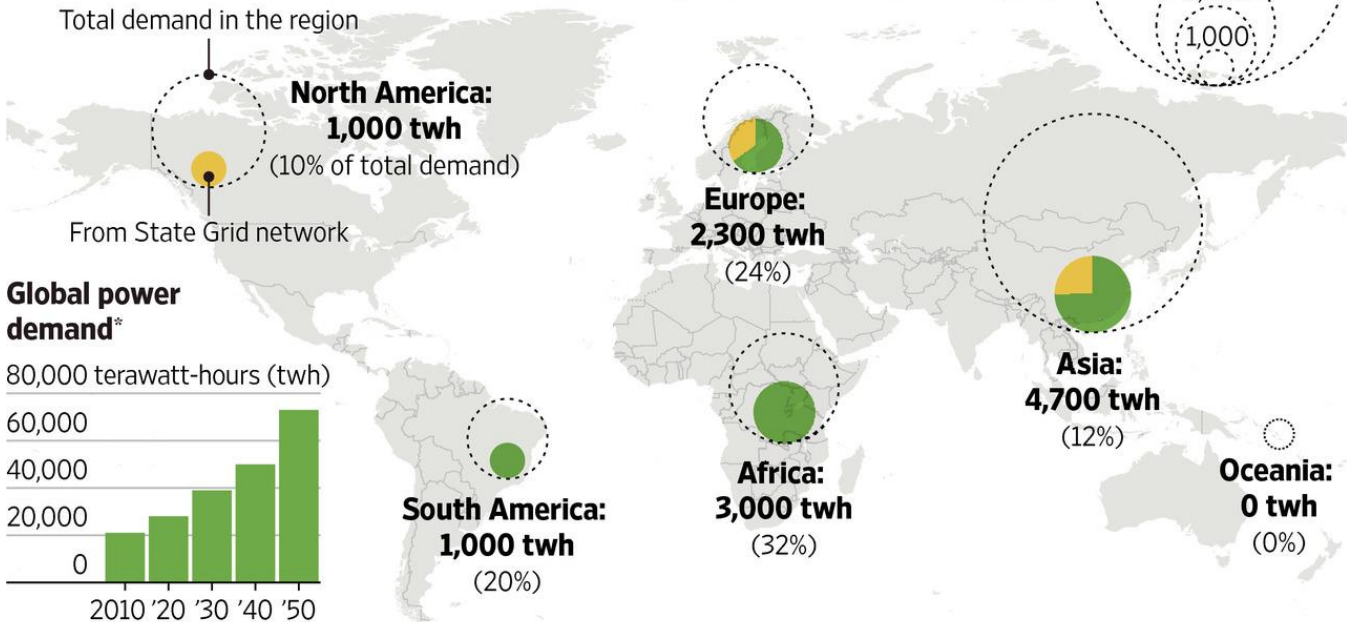 1,000
Total demand in the region
North America:
1,000 twh
(10% of total demand)
From State Grid network
Europe:
2,300 twh
(24%)
Asia:
4,700 twh
(12%)
Africa:
3,000 twh
(32%)
South America:
1,000 twh
(20%)
Oceania:
0 twh
(0%)
Global power
demand*
80,000 terawatt-hours (twh)
60,000
40,000
20,000
0
2010 '20 '30 '40 '50